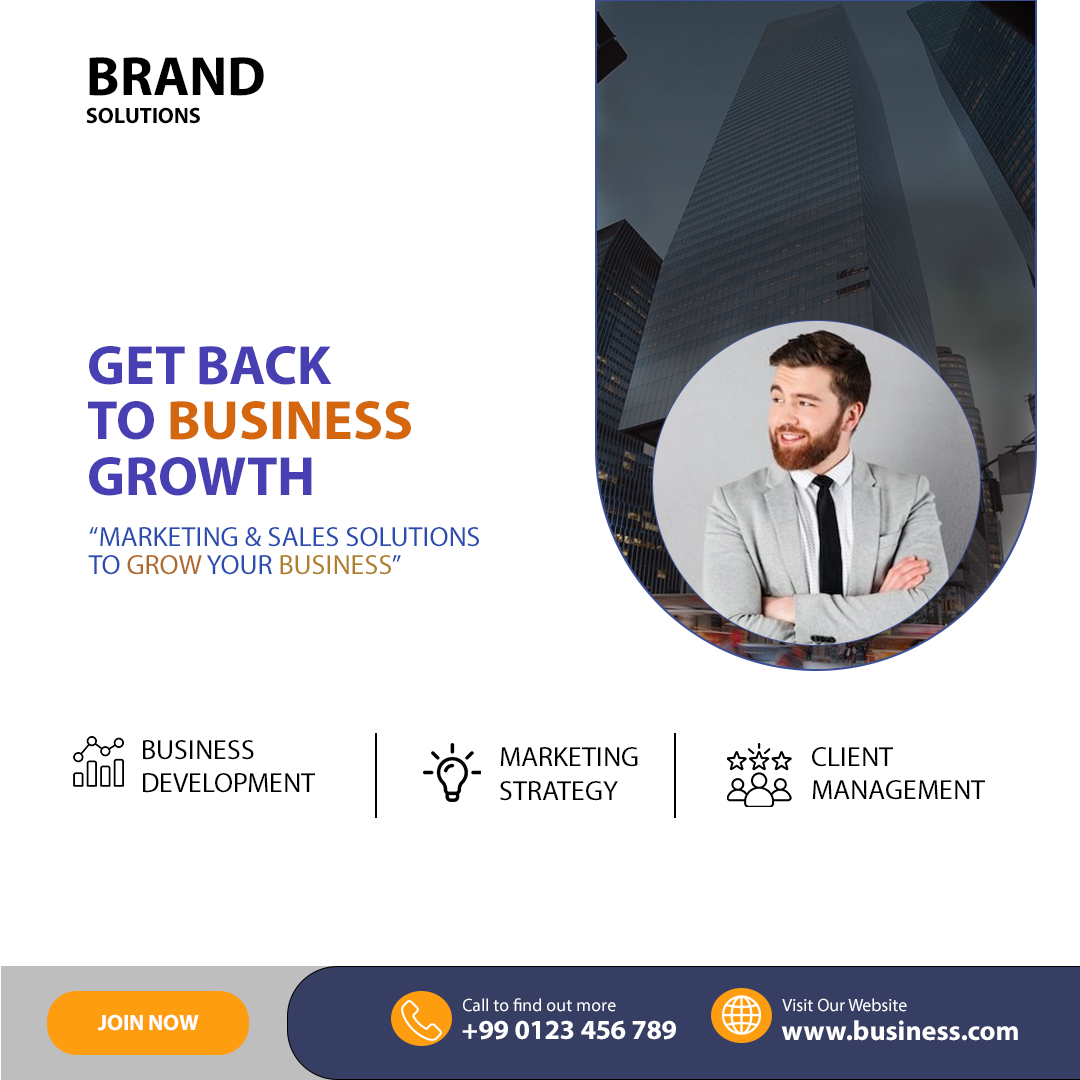 BRAND
SOLUTIONS
GET BACK
TO BUSINESS
GROWTH
“MARKETING & SALES SOLUTIONS
TO GROW YOUR BUSINESS”
BUSINESS
DEVELOPMENT
MARKETING
STRATEGY
CLIENT
MANAGEMENT
JOIN NOW
Call to find out more
+99 0123 456 789
Visit Our Website
www.business.com